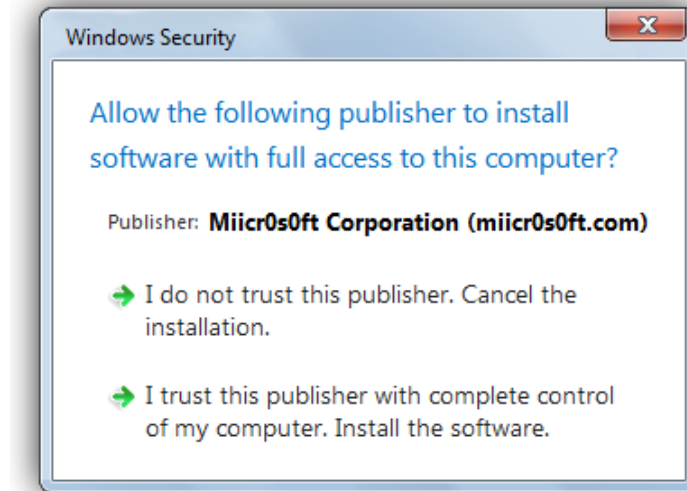 Windows Security
Allow the following publisher to install
software with full access to this computer?
Publisher: Miicr0s0ft Corporation (miicr0s0ft.com)
I do not trust this publisher. Cancel the
installation.
I trust this publisher with complete control
of my computer. Install the software.